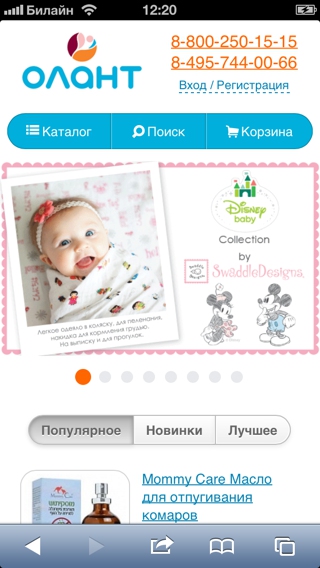 Билайн 12:20
ОЛАНТ
8-800-250-15-15
8-495-744-00-66
Вход / Регистрация
Каталог Поиск Корзина
Disney
baby
Collection
by
SwaddleDesigns
Легкое одеяло в коляску, для пеленания,
накидка для кормления грудью.
На выписку и для прогулок.
Популярное Новинки Лучшее
Mommy Care Масло
для отпугивания
комаров
Mommy Care